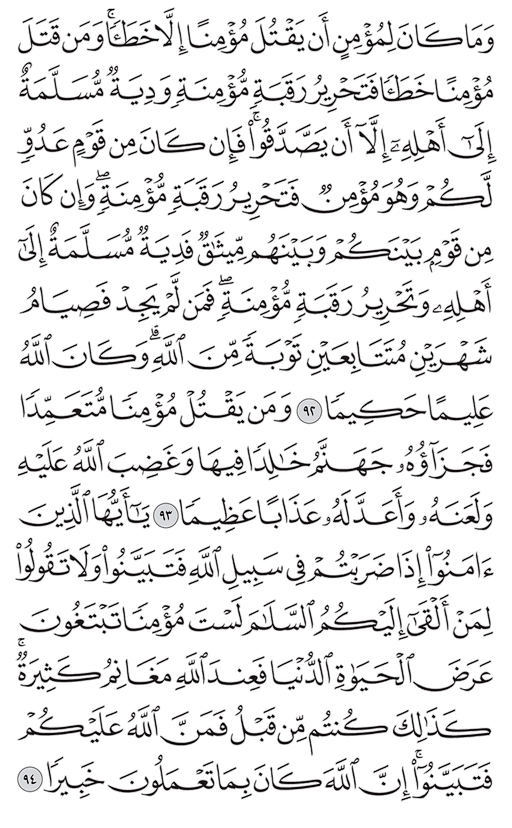 وَمَا كَانَ لِمُؤْمِنٍ أَن يَقْتُلَ مُؤْمِنًا إِلَّا خَطَـًٔا ۚ وَمَن قَتَلَ
مُؤْمِنًا خَطَـًٔا فَتَحْرِيرُ رَقَبَةٍ مُّؤْمِنَةٍ وَدِيَةٌ مُّسَلَّمَةٌ
إِلَىٰٓ أَهْلِهِۦٓ إِلَّآ أَن يَصَّدَّقُوا۟ ۚ فَإِن كَانَ مِن قَوْمٍ عَدُوٍّ
لَّكُمْ وَهُوَ مُؤْمِنٌ فَتَحْرِيرُ رَقَبَةٍ مُّؤْمِنَةٍ ۖ وَإِن كَانَ
مِن قَوْمٍۭ بَيْنَكُمْ وَبَيْنَهُم مِّيثَـٰقٌ فَدِيَةٌ مُّسَلَّمَةٌ إِلَىٰٓ
أَهْلِهِۦ وَتَحْرِيرُ رَقَبَةٍ مُّؤْمِنَةٍ ۖ فَمَن لَّمْ يَجِدْ فَصِيَامُ
شَهْرَيْنِ مُتَتَابِعَيْنِ تَوْبَةً مِّنَ ٱللَّهِ ۗ وَكَانَ ٱللَّهُ
عَلِيمًا حَكِيمًا ٩٢ وَمَن يَقْتُلْ مُؤْمِنًا مُّتَعَمِّدًا
فَجَزَآؤُهُۥ جَهَنَّمُ خَـٰلِدًا فِيهَا وَغَضِبَ ٱللَّهُ عَلَيْهِ
وَلَعَنَهُۥ وَأَعَدَّ لَهُۥ عَذَابًا عَظِيمًا ٩٣ يَـٰٓأَيُّهَا ٱلَّذِينَ
ءَامَنُوٓا۟ إِذَا ضَرَبْتُمْ فِى سَبِيلِ ٱللَّهِ فَتَبَيَّنُوا۟ وَلَا تَقُولُوا۟
لِمَنْ أَلْقَىٰٓ إِلَيْكُمُ ٱلسَّلَـٰمَ لَسْتَ مُؤْمِنًا تَبْتَغُونَ
عَرَضَ ٱلْحَيَوٰةِ ٱلدُّنْيَا فَعِندَ ٱللَّهِ مَغَانِمُ كَثِيرَةٌ ۚ
كَذَٰلِكَ كُنتُم مِّن قَبْلُ فَمَنَّ ٱللَّهُ عَلَيْكُمْ
فَتَبَيَّنُوٓا۟ ۚ إِنَّ ٱللَّهَ كَانَ بِمَا تَعْمَلُونَ خَبِيرًا ٩٤